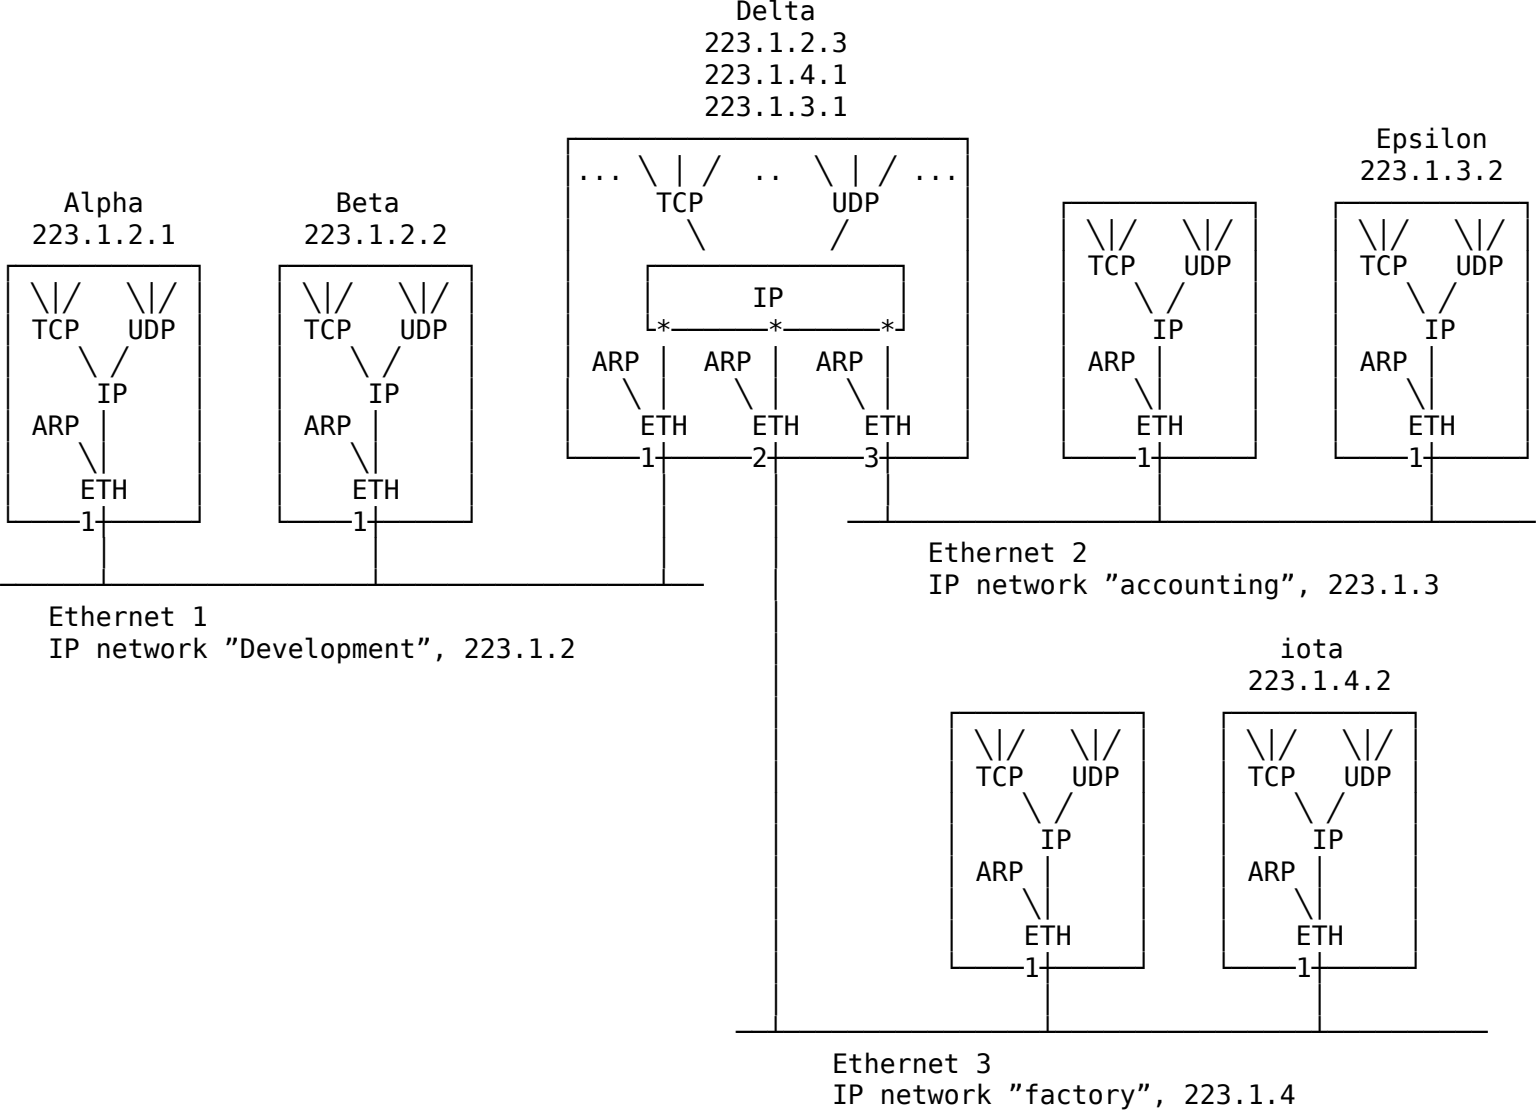 Delta
223.1.2.3
223.1.4.1
223.1.3.1
... .. ...
TCP UDP
IP
* * *
ARP ARP ARP
ETH ETH ETH
1 2 3
Alpha
223.1.2.1
TCP UDP
IP
ARP
ETH
1
Beta
223.1.2.2
TCP UDP
IP
ARP
ETH
1
Ethernet 1
IP network ”Development”, 223.1.2
TCP UDP
IP
ARP
ETH
1
Epsilon
223.1.3.2
TCP UDP
IP
ARP
ETH
1
Ethernet 2
IP network ”accounting”, 223.1.3
TCP UDP
IP
ARP
ETH
1
iota
223.1.4.2
TCP UDP
IP
ARP
ETH
1
Ethernet 3
IP network ”factory”, 223.1.4